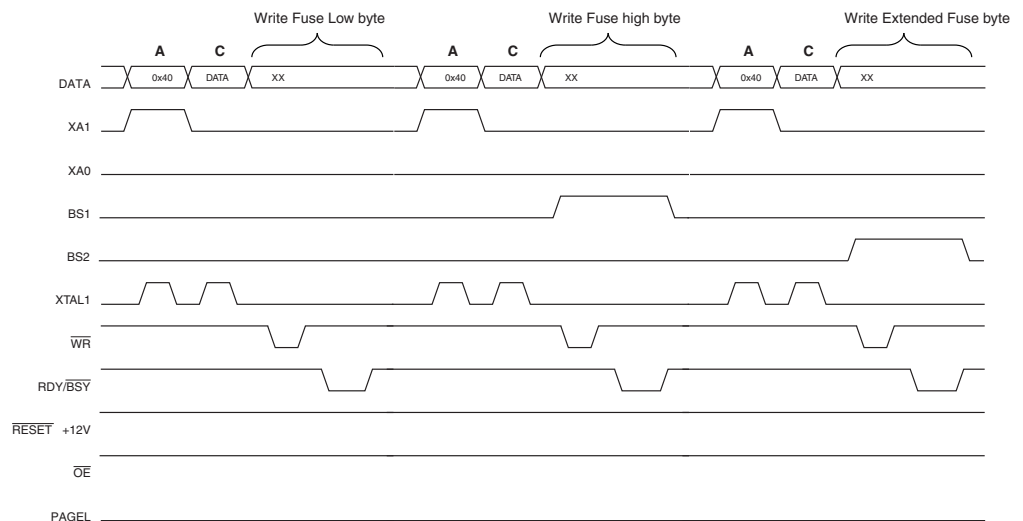 Write Fuse Low byte Write Fuse high byte Write Extended Fuse byte
A C A C A C
DATA 0x40 DATA XX 0x40 DATA XX 0x40 DATA XX
XA1
XA0
BS1
BS2
XTAL1
WR
RDY/BSY
RESET +12V
OE
PAGEL